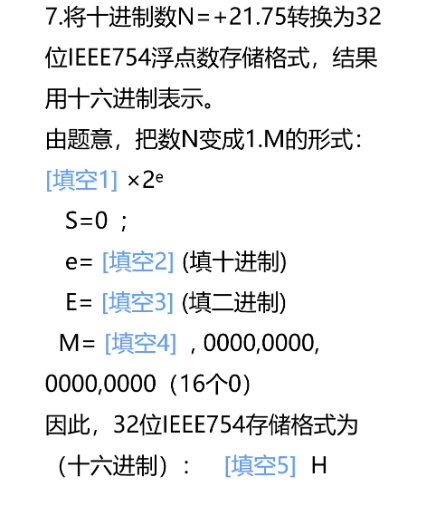 7.将十进制数N=+21.75转换为32
位IEEE754浮点数存储格式，结果
用十六进制表示。
由题意，把数N变成1.M的形式：
[填空1] ×2ᵉ
S=0 ；
e= [填空2] (填十进制)
E= [填空3] (填二进制)
M= [填空4] , 0000,0000,
0000,0000（16个0）
因此，32位IEEE754存储格式为
（十六进制）： [填空5] H